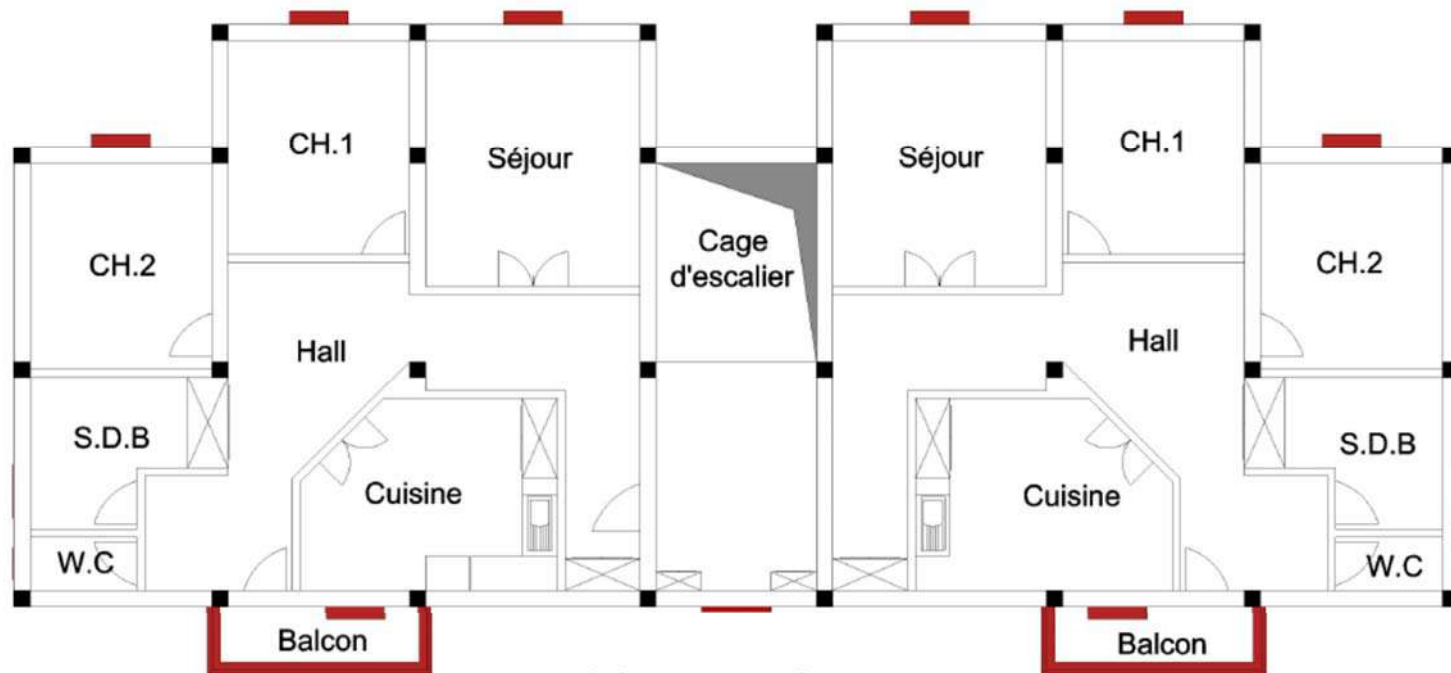 CH.1
Séjour
Séjour
CH.1
CH.2
Cage
d'escalier
CH.2
Hall
Hall
S.D.B
Cuisine
Cuisine
S.D.B
W.C
W.C
Balcon
Balcon